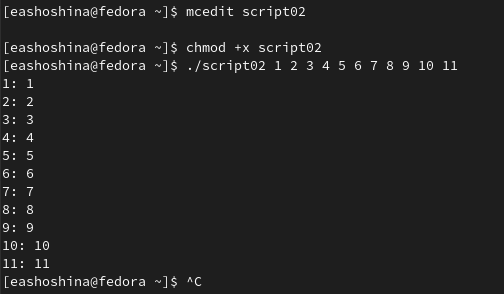 [eashoshina@fedora ~]$ mcedit script02
[eashoshina@fedora ~]$ chmod +x script02
[eashoshina@fedora ~]$ ./script02 1 2 3 4 5 6 7 8 9 10 11
1: 1
2: 2
3: 3
4: 4
5: 5
6: 6
7: 7
8: 8
9: 9
10: 10
11: 11
[eashoshina@fedora ~]$ ^C